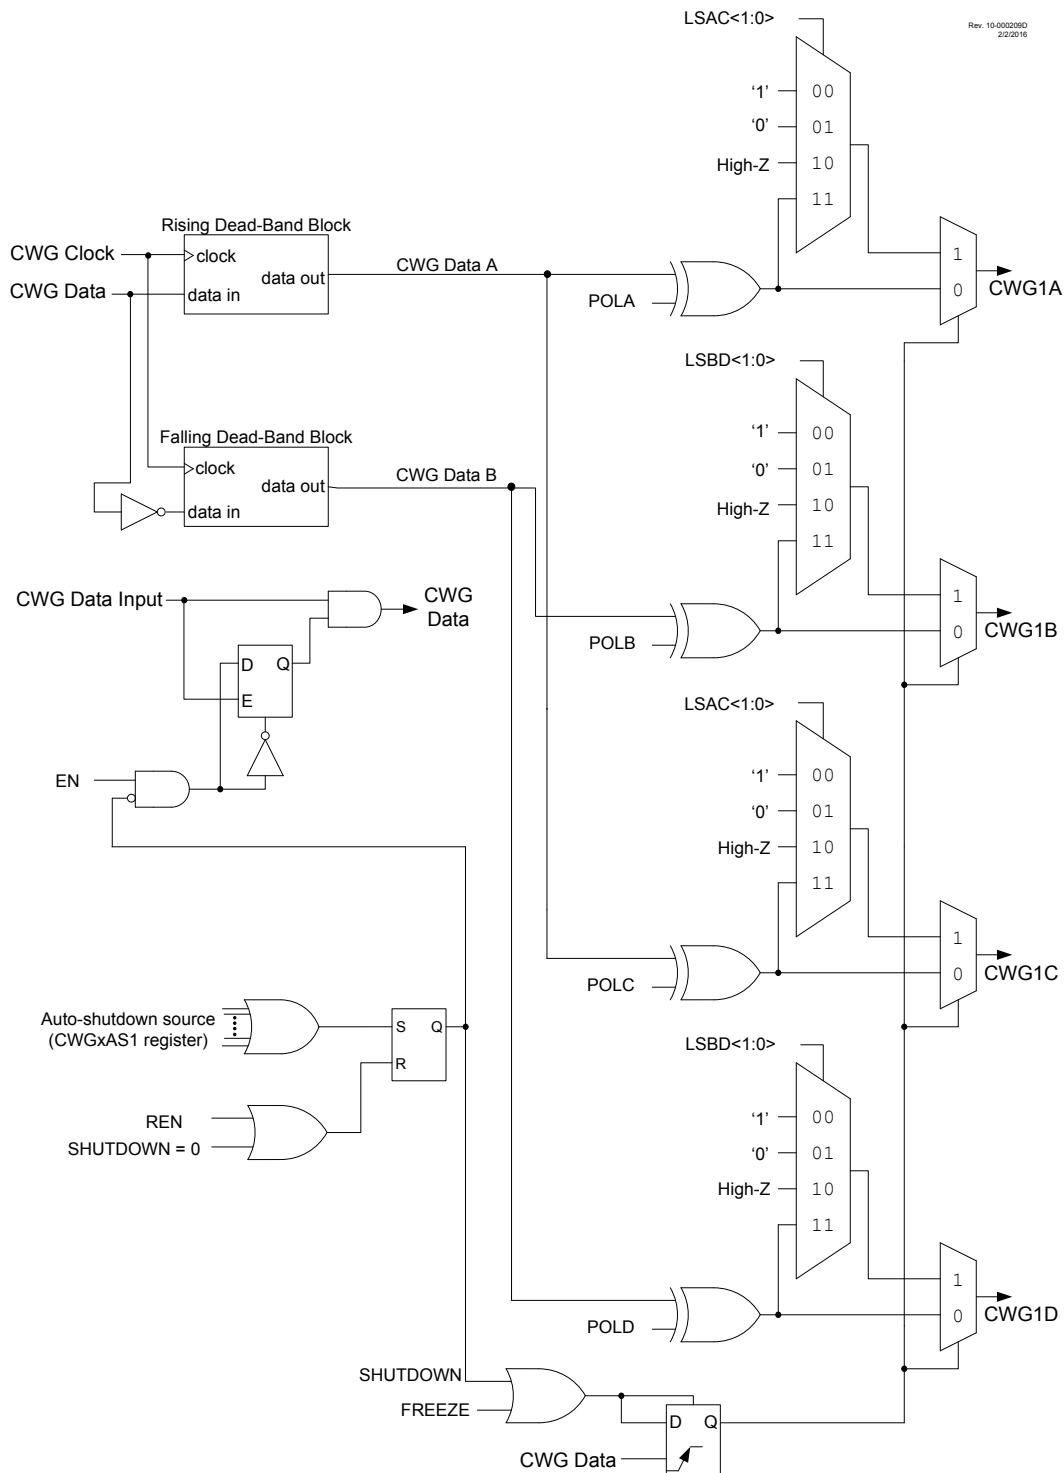 LSAC<1:0>
Rev. 10-000209D
2/2/2016
'1'
00
'0'
01
High-Z
10
11
Rising Dead-Band Block
CWG Clock
clock
data out
CWG Data A
CWG Data
data in
POLA
1
0
CWG1A
LSBD<1:0>
'1'
00
'0'
01
High-Z
10
11
Falling Dead-Band Block
clock
data out
CWG Data B
data in
CWG Data Input
CWG
Data
D
Q
E
POLB
1
0
CWG1B
LSAC<1:0>
'1'
00
'0'
01
High-Z
10
11
EN
POLC
1
0
CWG1C
Auto-shutdown source
(CWGxAS1 register)
S
Q
R
REN
SHUTDOWN = 0
LSBD<1:0>
'1'
00
'0'
01
High-Z
10
11
POLD
1
0
CWG1D
SHUTDOWN
FREEZE
D
Q
CWG Data